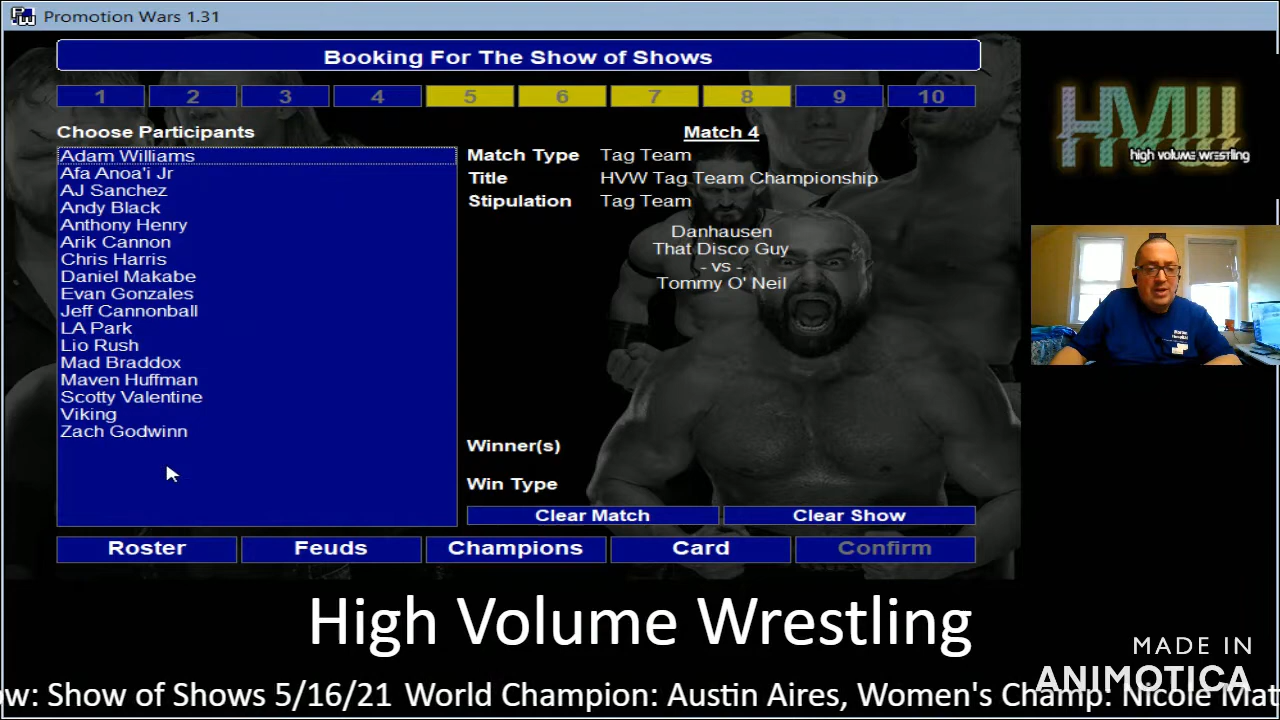 Promotion Wars 1.31
Booking For The Show of Shows
1 2 3 4 5 6 7 8 9 10
Choose Participants
Adam Williams
Afa Anoa'i Jr
AJ Sanchez
Andy Black
Anthony Henry
Arik Cannon
Chris Harris
Daniel Makabe
Evan Gonzales
Jeff Cannonball
LA Park
Lio Rush
Mad Braddox
Maven Huffman
Scotty Valentine
Viking
Zach Godwinn
Match 4
Match Type Tag Team
Title HVW Tag Team Championship
Stipulation Tag Team
Danhausen
That Disco Guy
- vs -
Tommy O' Neil
Winner(s)
Win Type
Clear Match Clear Show
Roster Feuds Champions Card Confirm
HVW
high volume wrestling
High Volume Wrestling
MADE IN
ANIMOTICA
ow: Show of Shows 5/16/21 World Champion: Austin Aires, Women's Champ: Nicole Mat